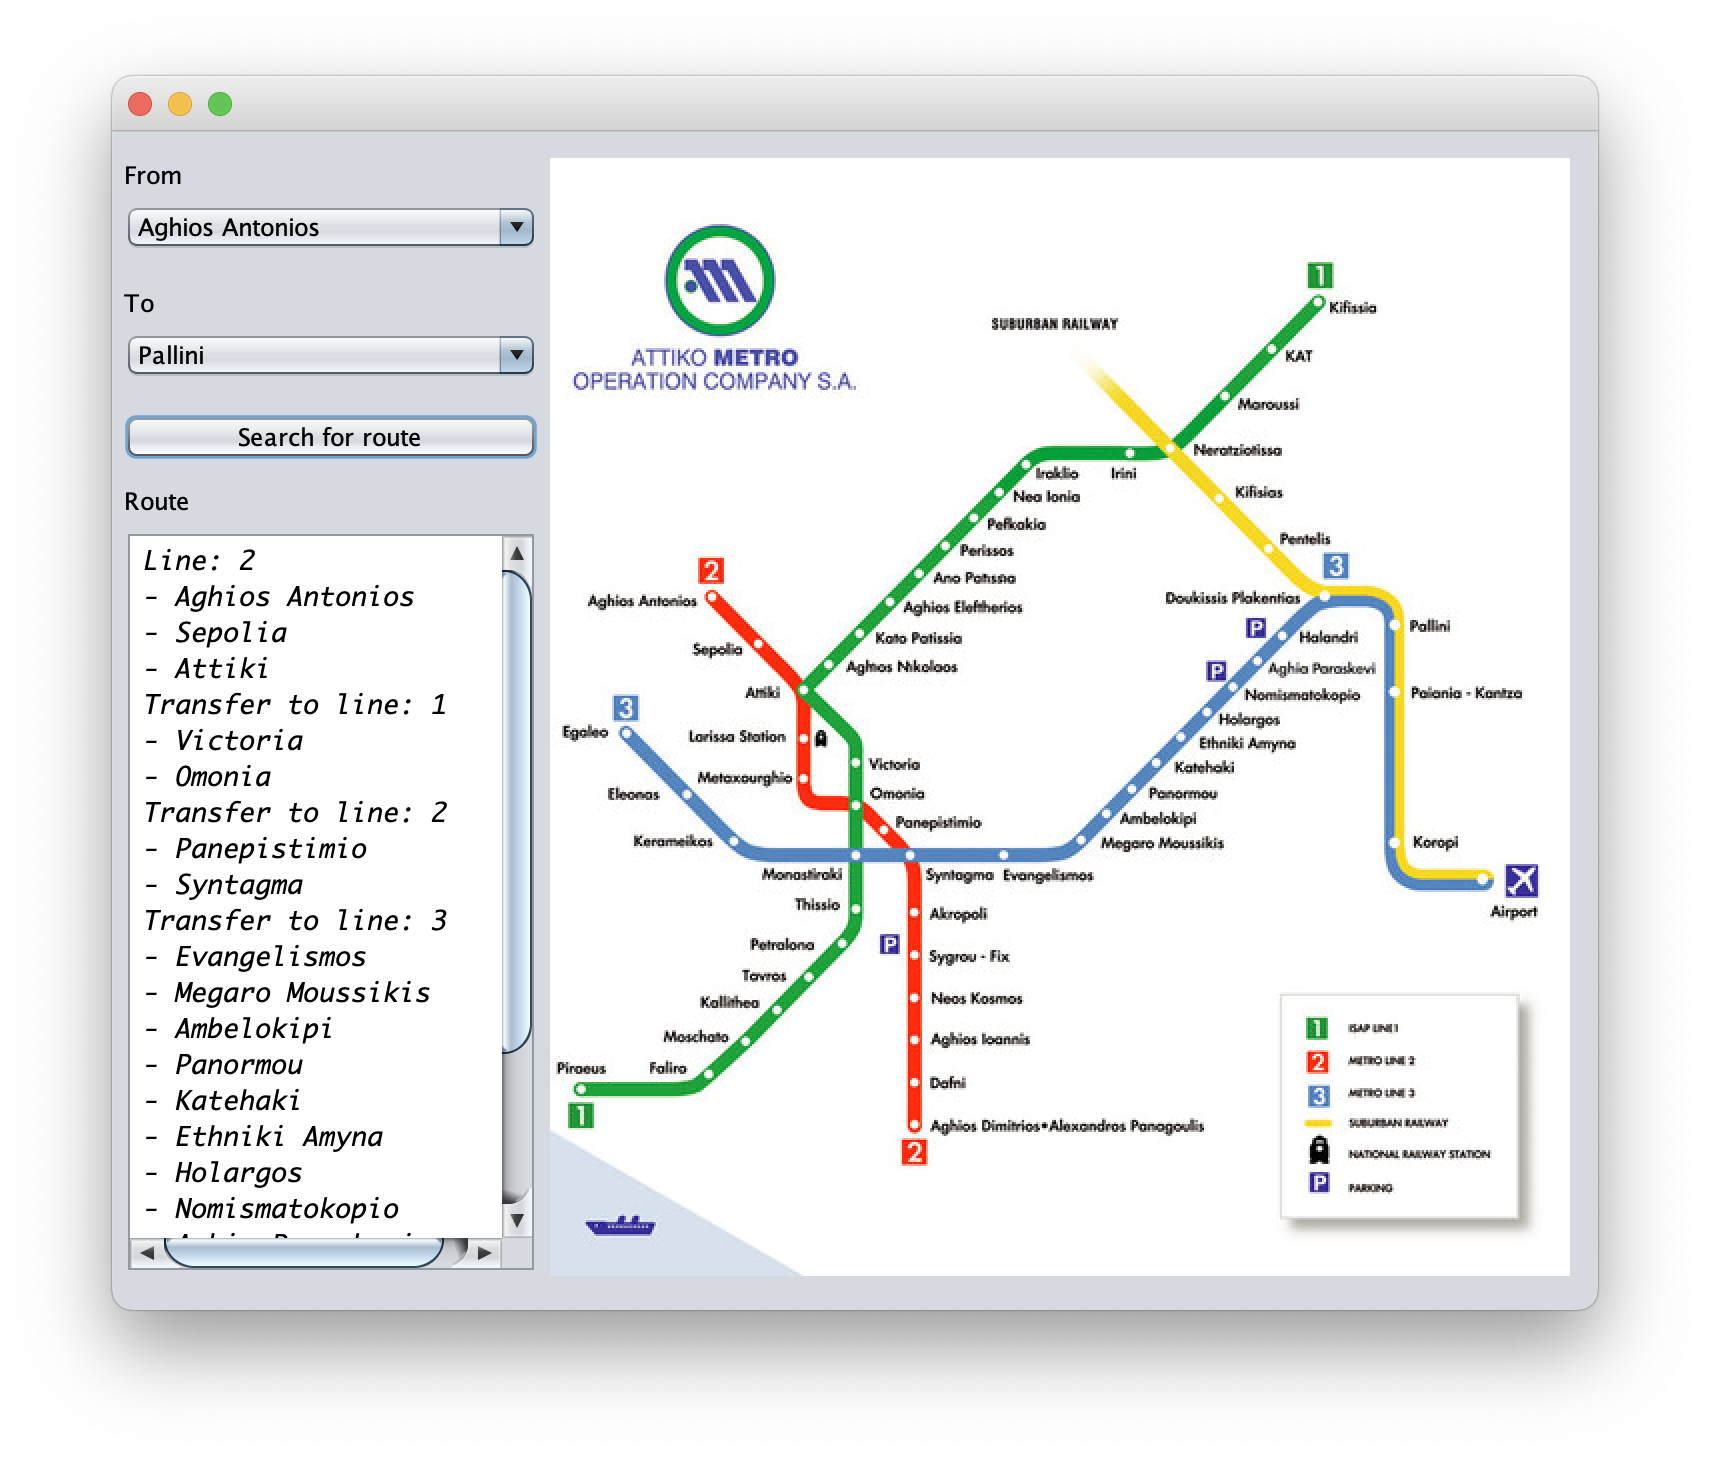 From
Aghios Antonios
To
Pallini
Search for route
Route
Line: 2
- Aghios Antonios
- Sepolia
- Attiki
Transfer to line: 1
- Victoria
- Omonia
Transfer to line: 2
- Panepistimio
- Syntagma
Transfer to line: 3
- Evangelismos
- Megaro Moussikis
- Ambelokipi
- Panormou
- Katehaki
- Ethniki Amyna
- Holargos
- Nomismatokopio
ATTIKO METRO
OPERATION COMPANY S.A.
SUBURBAN RAILWAY
1
Kifissia
KAT
Maroussi
Neratziotissa
Iraklio
Irini
Nea Ionia
Kifisias
Pefkakia
Pentelis
Perissos
3
2
Ano Patissia
Aghios Antonios
Doukissis Plakentias
Aghios Eleftherios
Pallini
P
Halandri
Kato Patissia
Sepolia
Aghios Nikolaos
P
Aghia Paraskevi
Attiki
Nomismatokopio
Paiania - Kantza
3
Holargos
Egaleo
Larissa Station
Ethniki Amyna
Victoria
Katehaki
Metaxourghio
Eleonas
Omonia
Panormou
Panepistimio
Ambelokipi
Kerameikos
Megaro Moussikis
Koropi
Monastiraki
Syntagma
Evangelismos
Thissio
Akropoli
Airport
Petralona
P
Sygrou - Fix
Tavros
Kallithea
Neos Kosmos
Moschato
Aghios Ioannis
Piraeus
Faliro
Dafni
1
Aghios Dimitrios•Alexandros Panagoulis
2
1 ISAP LINE1
2 METRO LINE 2
3 METRO LINE 3
SUBURBAN RAILWAY
NATIONAL RAILWAY STATION
P PARKING